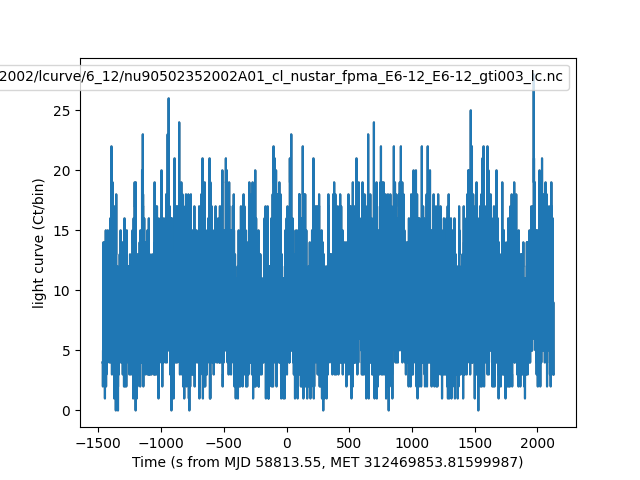 2002/lcurve/6_12/nu90502352002A01_cl_nustar_fpma_E6-12_E6-12_gti003_lc.nc
25
20
15
10
5
0
light curve (Ct/bin)
−1500 −1000 −500 0 500 1000 1500 2000
Time (s from MJD 58813.55, MET 312469853.81599987)